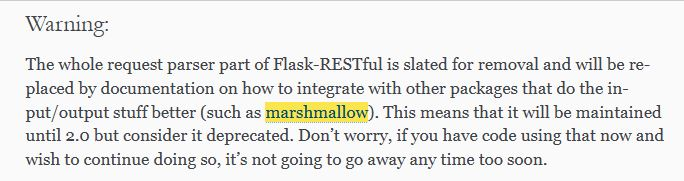 Warning:
The whole request parser part of Flask-RESTful is slated for removal and will be re-
placed by documentation on how to integrate with other packages that do the in-
put/output stuff better (such as marshmallow). This means that it will be maintained
until 2.0 but consider it deprecated. Don’t worry, if you have code using that now and
wish to continue doing so, it’s not going to go away any time too soon.